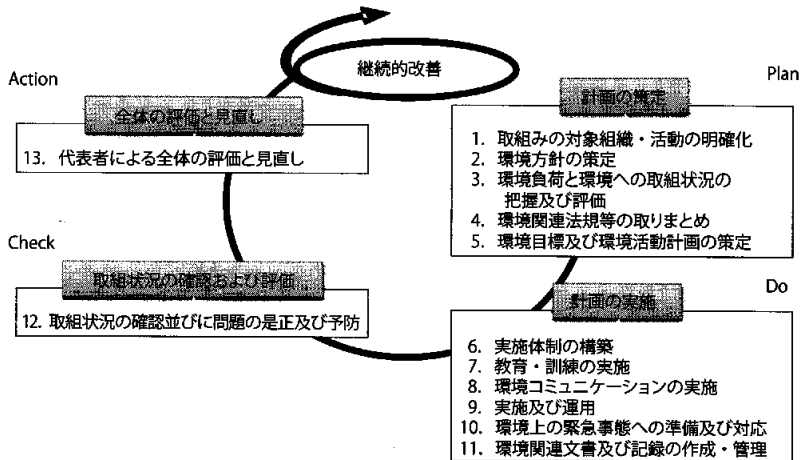 継続的改善
Plan
計画の策定
1. 取組みの対象組織・活動の明確化
2. 環境方針の策定
3. 環境負荷と環境への取組状況の
把握及び評価
4. 環境関連法規等の取りまとめ
5. 環境目標及び環境活動計画の策定
Do
計画の実施
6. 実施体制の構築
7. 教育・訓練の実施
8. 環境コミュニケーションの実施
9. 実施及び運用
10. 環境上の緊急事態への準備及び対応
11. 環境関連文書及び記録の作成・管理
Check
取組状況の確認および評価
12. 取組状況の確認並びに問題の是正及び予防
Action
全体の評価と見直し
13. 代表者による全体の評価と見直し